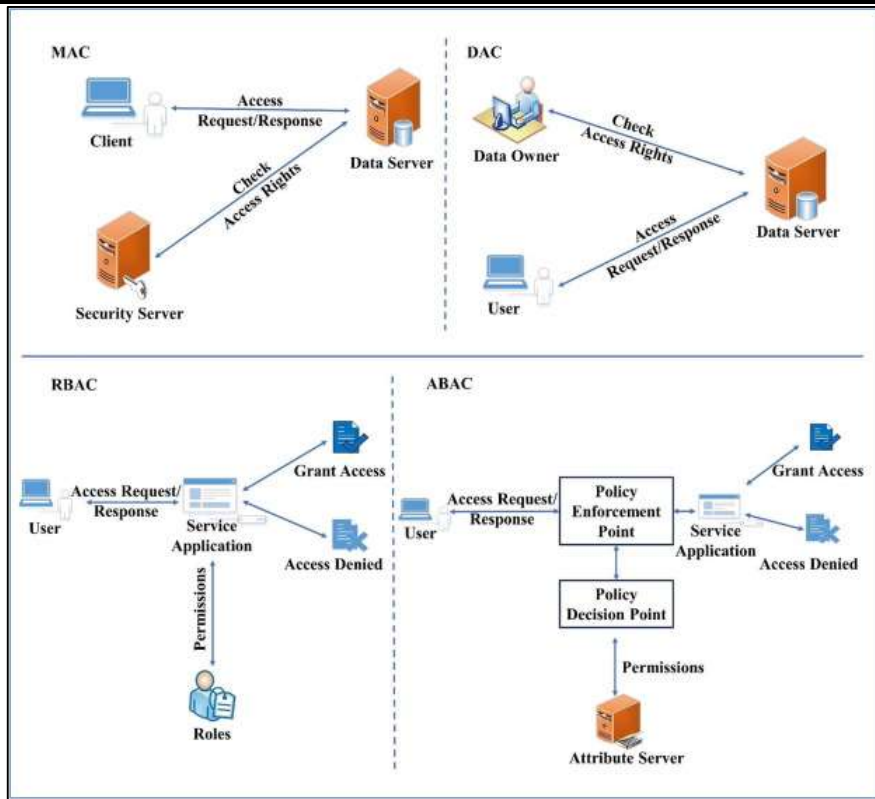 MAC
Access
Request/Response
Client
Data Server
Check
Access Rights
Security Server
DAC
Data Owner
Check
Access Rights
Data Server
Access
Request/Response
User
RBAC
User
Access Request/
Response
Service
Application
Grant Access
Access Denied
Permissions
Roles
ABAC
User
Access Request/
Response
Policy
Enforcement
Point
Service
Application
Grant Access
Access Denied
Policy
Decision Point
Permissions
Attribute Server